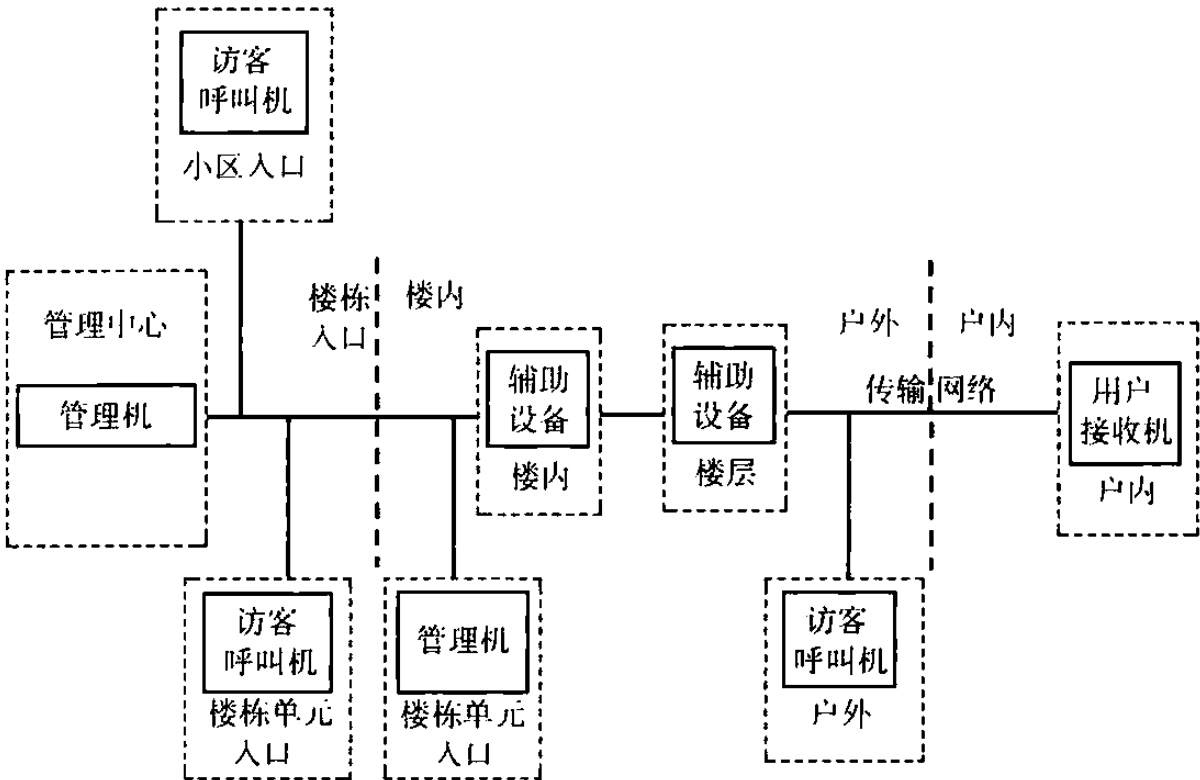 访客
呼叫机
小区入口
管理中心
管理机
楼栋
入口
楼内
辅助
设备
楼内
辅助
设备
楼层
户外
户内
传输网络
用户
接收机
户内
访客
呼叫机
楼栋单元
入口
管理机
楼栋单元
入口
访客
呼叫机
户外